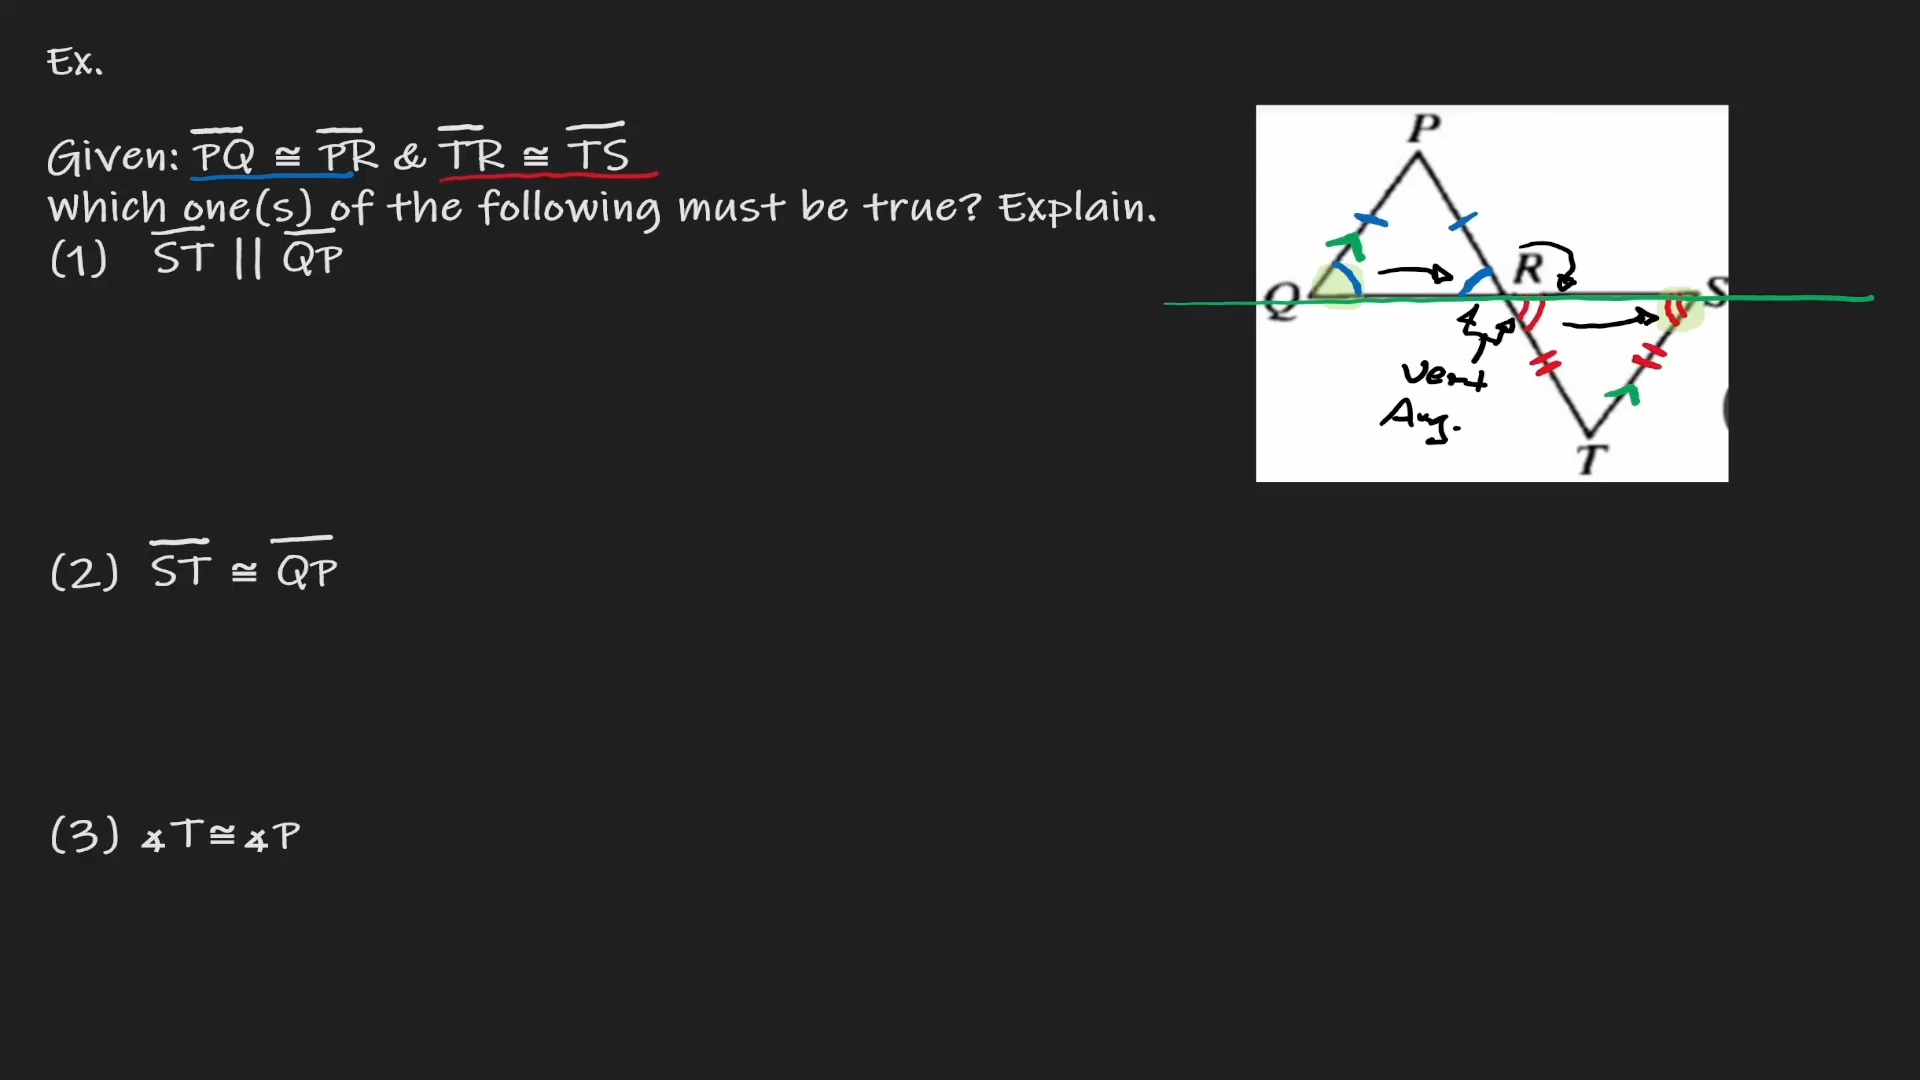 Ex.
Given: PQ ≅ PR & TR ≅ TS
Which one(s) of the following must be true? Explain.
(1) ST || QP
(2) ST ≅ QP
(3) ∡T≅∡P
P
Q
R
S
Vert
Ang.
T